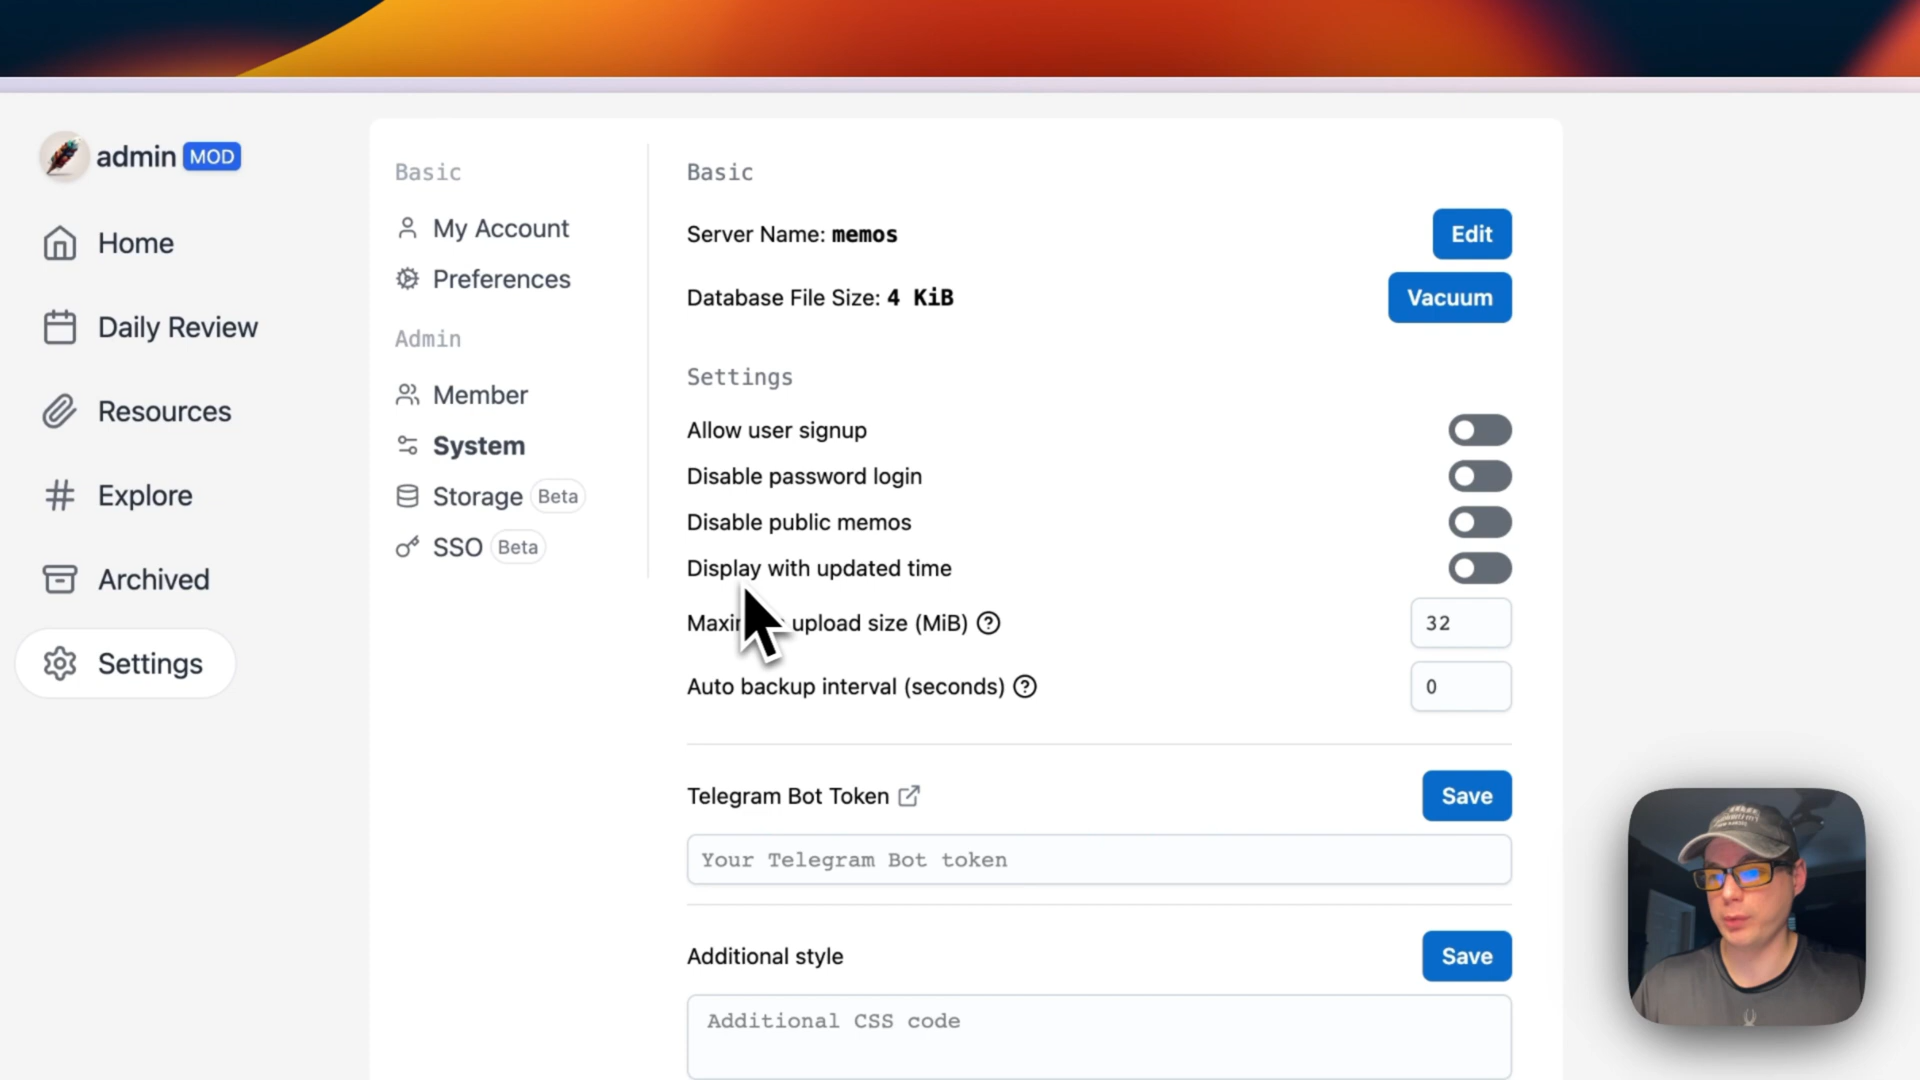 admin MOD
Home
Daily Review
Resources
Explore
Archived
Settings
Basic
My Account
Preferences
Admin
Member
System
Storage Beta
SSO Beta
Basic
Server Name: memos
Edit
Database File Size: 4 KiB
Vacuum
Settings
Allow user signup
Disable password login
Disable public memos
Display with updated time
upload size (MiB)
32
Auto backup interval (seconds)
0
Telegram Bot Token
Save
Your Telegram Bot token
Additional style
Save
Additional CSS code